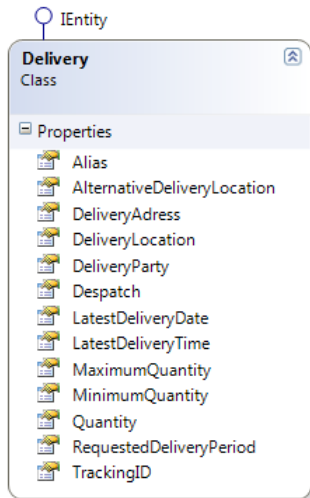 IEntity
Delivery
Class
Properties
Alias
AlternativeDeliveryLocation
DeliveryAdress
DeliveryLocation
DeliveryParty
Despatch
LatestDeliveryDate
LatestDeliveryTime
MaximumQuantity
MinimumQuantity
Quantity
RequestedDeliveryPeriod
TrackingID